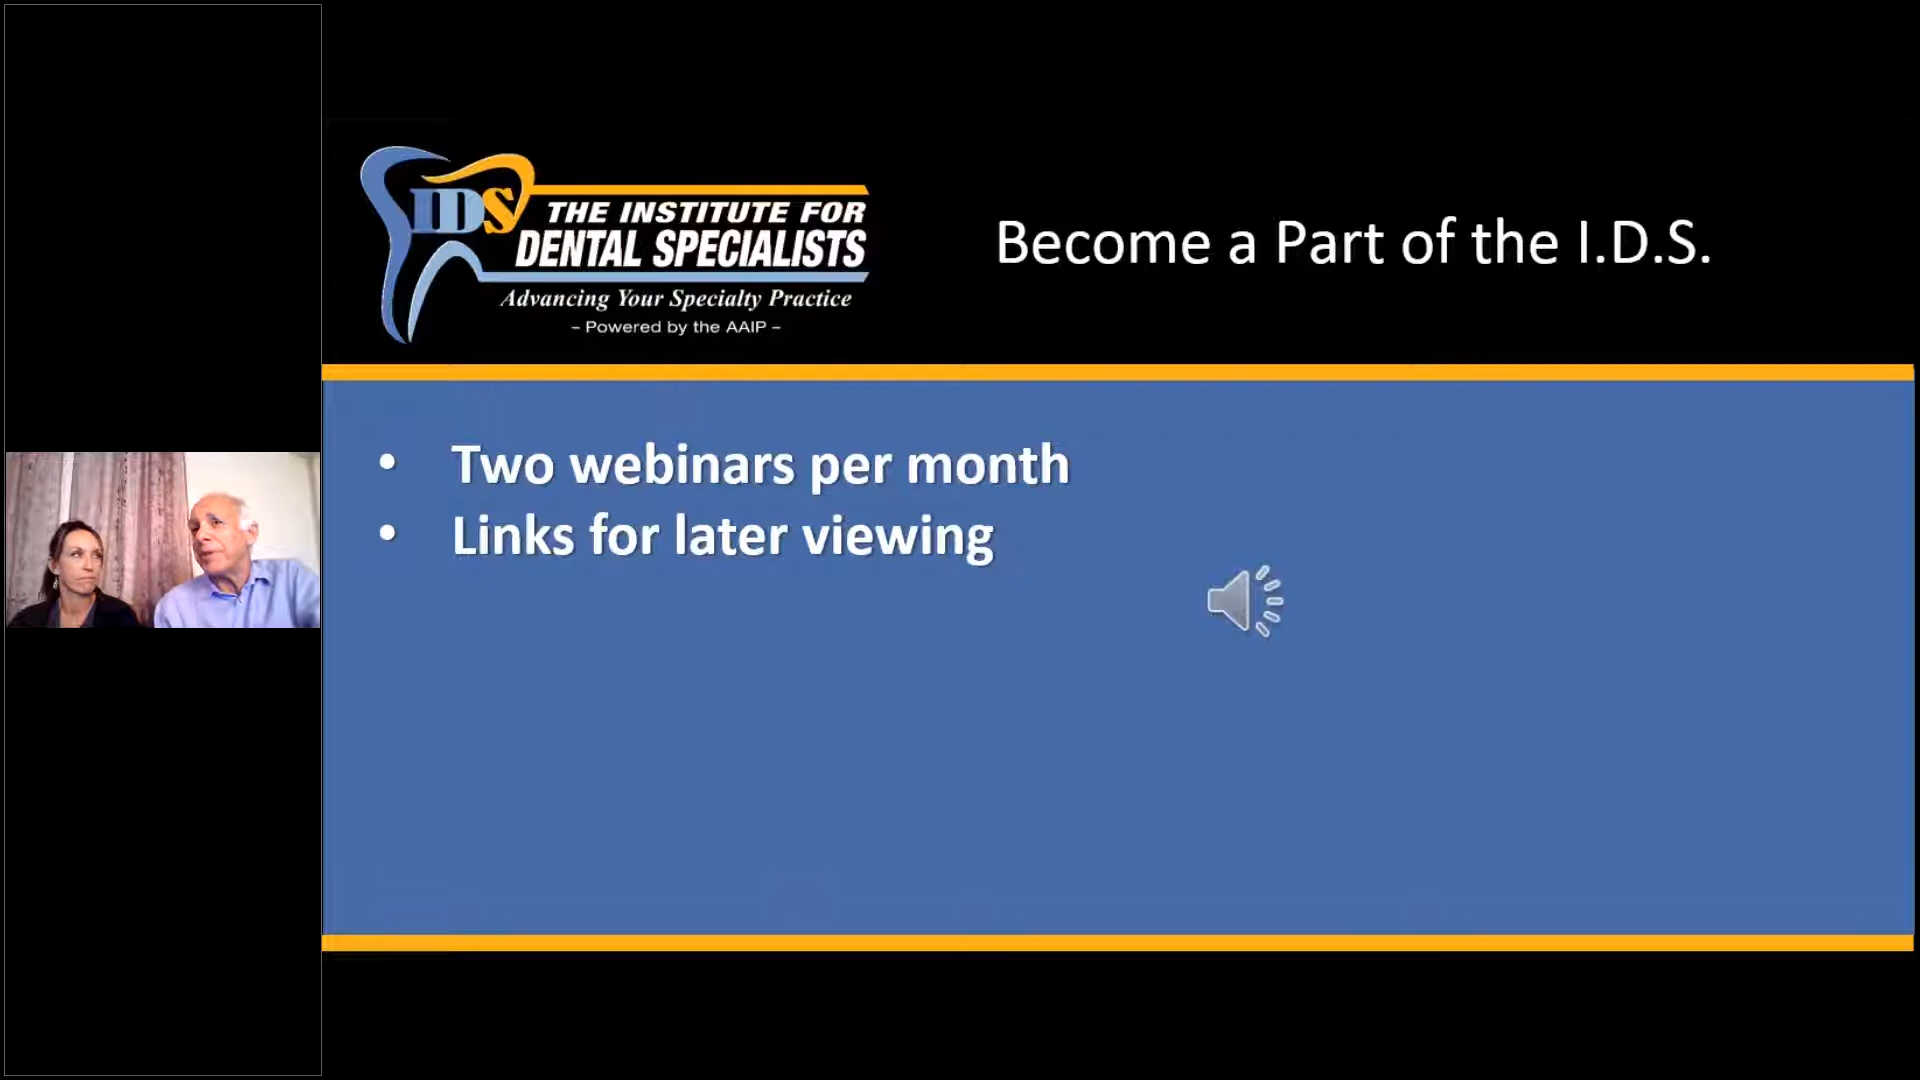 IDS
THE INSTITUTE FOR
DENTAL SPECIALISTS
Advancing Your Specialty Practice
– Powered by the AAIP –
Become a Part of the I.D.S.
• Two webinars per month
• Links for later viewing